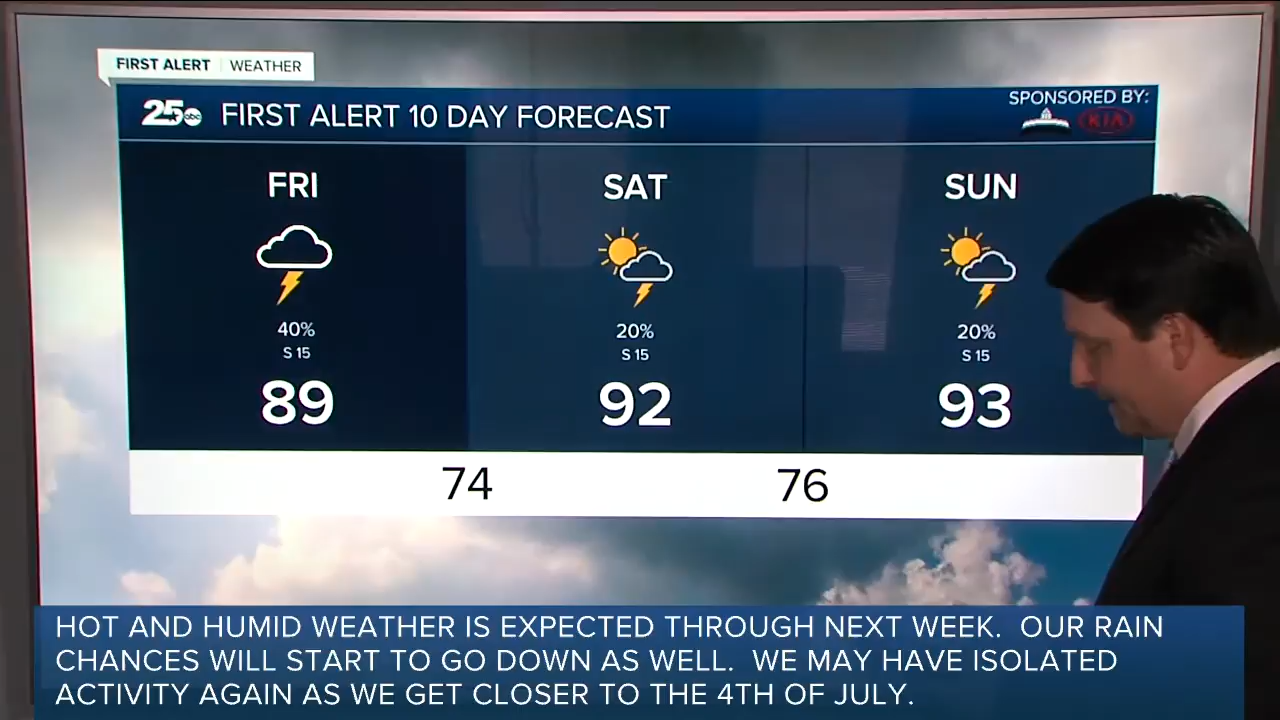 FIRST ALERT WEATHER
25 abc FIRST ALERT 10 DAY FORECAST
SPONSORED BY:
KIA
FRI SAT SUN
40% 20% 20%
S 15 S 15 S 15
89 92 93
74 76
HOT AND HUMID WEATHER IS EXPECTED THROUGH NEXT WEEK. OUR RAIN
CHANCES WILL START TO GO DOWN AS WELL. WE MAY HAVE ISOLATED
ACTIVITY AGAIN AS WE GET CLOSER TO THE 4TH OF JULY.